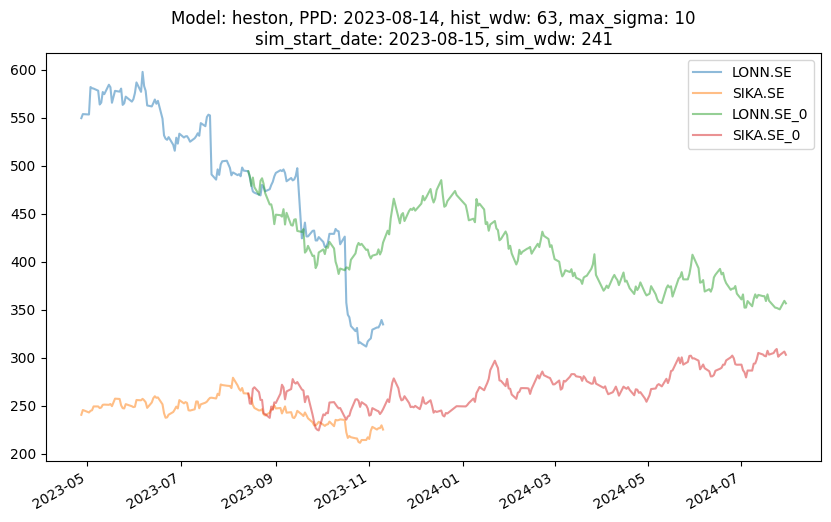 Model: heston, PPD: 2023-08-14, hist_wdw: 63, max_sigma: 10
sim_start_date: 2023-08-15, sim_wdw: 241
LONN.SE
SIKA.SE
LONN.SE_0
SIKA.SE_0
600
550
500
450
400
350
300
250
200
2023-05
2023-07
2023-09
2023-11
2024-01
2024-03
2024-05
2024-07